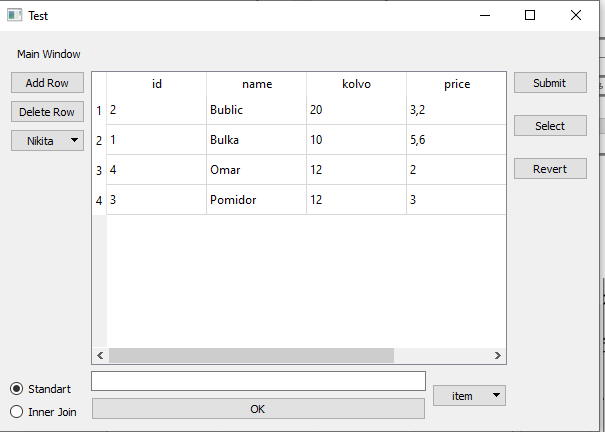 Test
Main Window
Add Row
Delete Row
Nikita
id name kolvo price
1 2 Bublic 20 3,2
2 1 Bulka 10 5,6
3 4 Omar 12 2
4 3 Pomidor 12 3
Submit
Select
Revert
Standart
Inner Join
OK
item